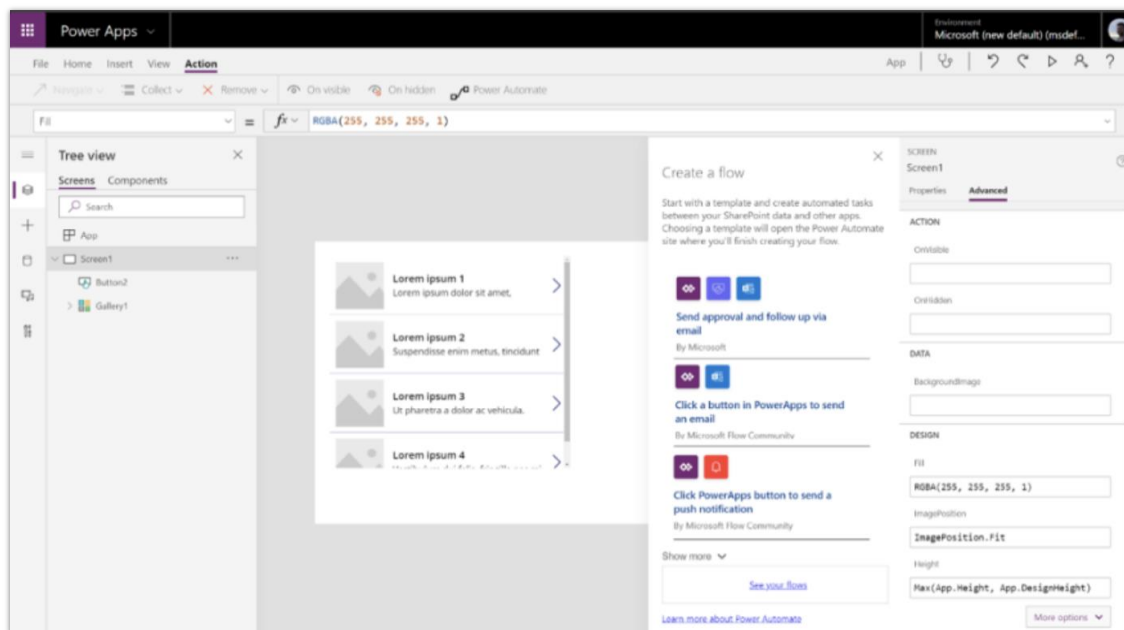 Power Apps
Environment
Microsoft (new default) (msdef...
File Home Insert View Action
App
Navigate Collect Remove On visible On hidden Power Automate
Fill = fx RGBA(255, 255, 255, 1)
Tree view
Screens Components
Search
App
Screen1
Button2
Gallery1
Lorem ipsum 1
Lorem ipsum dolor sit amet,
Lorem ipsum 2
Suspendisse enim metus, tincidunt
Lorem ipsum 3
Ut pharetra a dolor ac vehicula.
Lorem ipsum 4
Create a flow
Start with a template and create automated tasks
between your SharePoint data and other apps.
Choosing a template will open the Power Automate
site where you'll finish creating your flow.
Send approval and follow up via
email
By Microsoft
Click a button in PowerApps to send
an email
By Microsoft Flow Community
Click PowerApps button to send a
push notification
By Microsoft Flow Community
Show more
See your flows
Learn more about Power Automate
SCREEN
Screen1
Properties Advanced
ACTION
OnVisible
OnHidden
DATA
BackgroundImage
DESIGN
Fill
RGBA(255, 255, 255, 1)
ImagePosition
ImagePosition.Fit
Height
Max(App.Height, App.DesignHeight)
More options